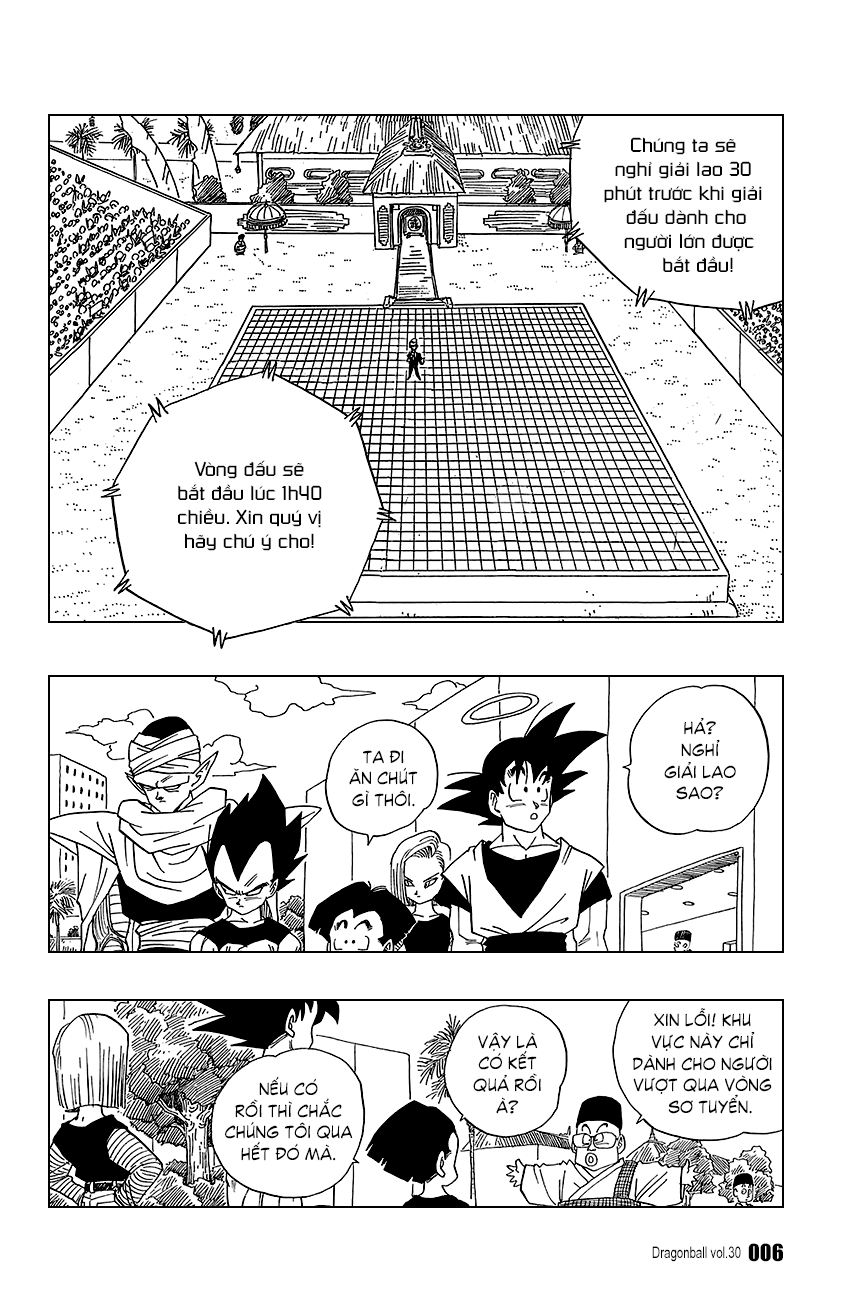 Chúng ta sẽ
nghỉ giải lao 30
phút trước khi giải
đấu dành cho
người lớn được
bắt đầu!
Vòng đấu sẽ
bắt đầu lúc 1h40
chiều. Xin quý vị
hãy chú ý cho!
HẢ?
NGHỈ
GIẢI LAO
SAO?
TA ĐI
ĂN CHÚT
GÌ THÔI.
XIN LỖI! KHU
VỰC NÀY CHỈ
DÀNH CHO NGƯỜI
VƯỢT QUA VÒNG
SƠ TUYỂN.
VẬY LÀ
CÓ KẾT
QUẢ RỒI
À?
NẾU CÓ
RỒI THÌ CHẮC
CHÚNG TÔI QUA
HẾT ĐÓ MÀ.
Dragonball vol.30 006